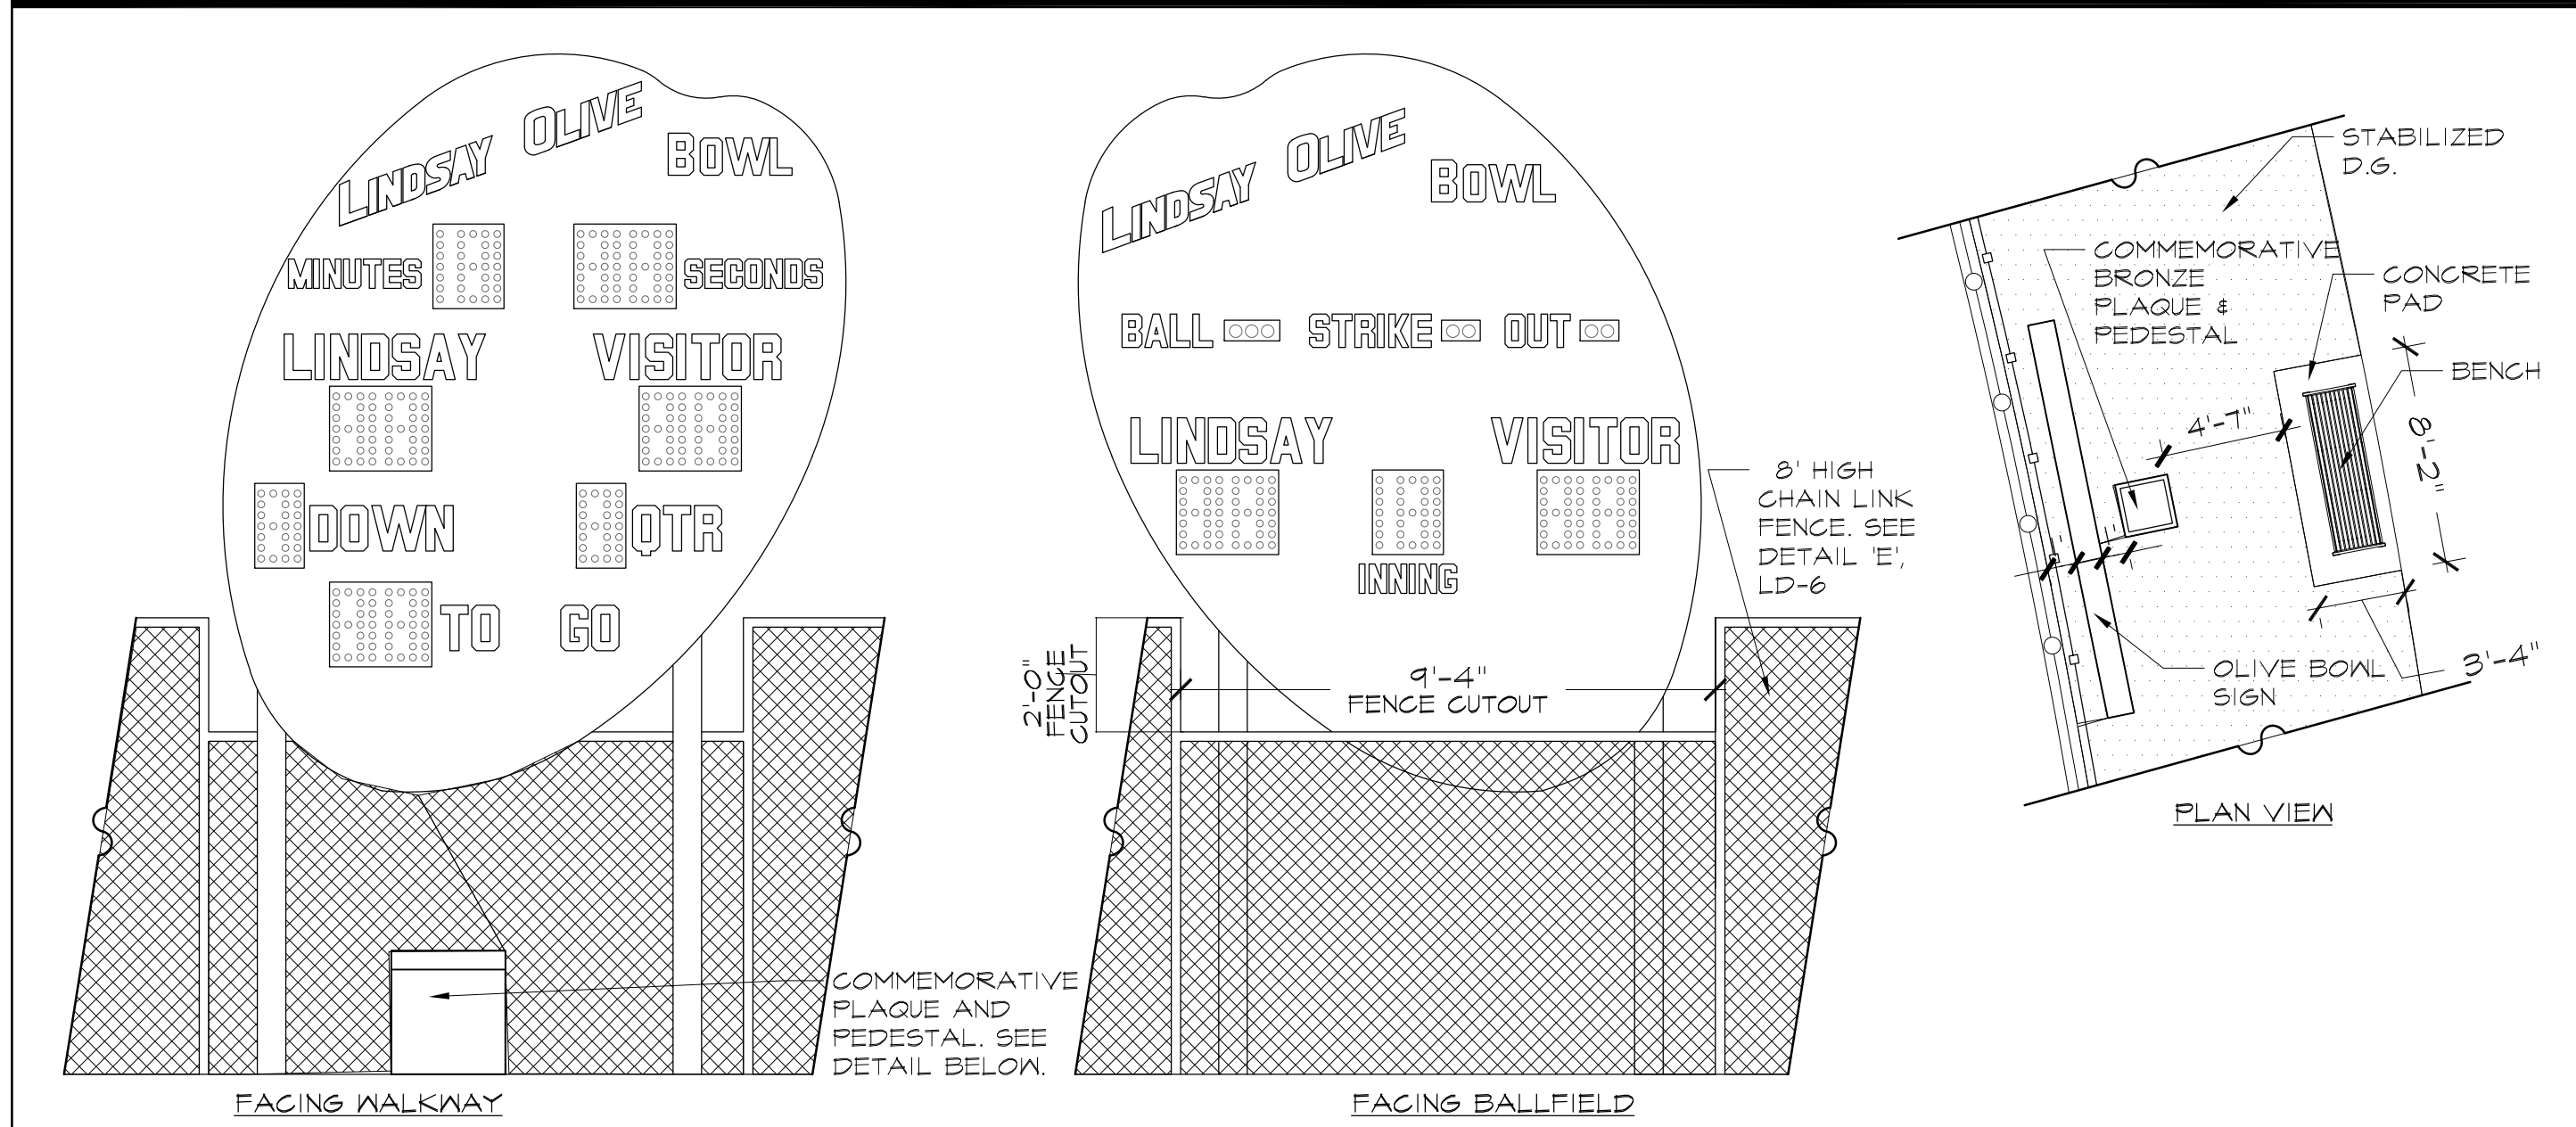 LINDSAY OLIVE BOWL
MINUTES SECONDS
LINDSAY VISITOR
DOWN QTR
TO GO
COMMEMORATIVE
PLAQUE AND
PEDESTAL. SEE
DETAIL BELOW.
FACING WALKWAY
LINDSAY OLIVE BOWL
BALL STRIKE OUT
LINDSAY VISITOR
INNING
8' HIGH
CHAIN LINK
FENCE. SEE
DETAIL 'E',
LD-6
2'-0"
FENCE
CUTOUT
9'-4"
FENCE CUTOUT
FACING BALLFIELD
STABILIZED
D.G.
COMMEMORATIVE
BRONZE
PLAQUE &
PEDESTAL
CONCRETE
PAD
BENCH
4'-7"
8'-2"
1'
1'
OLIVE BOWL
SIGN
3'-4"
PLAN VIEW